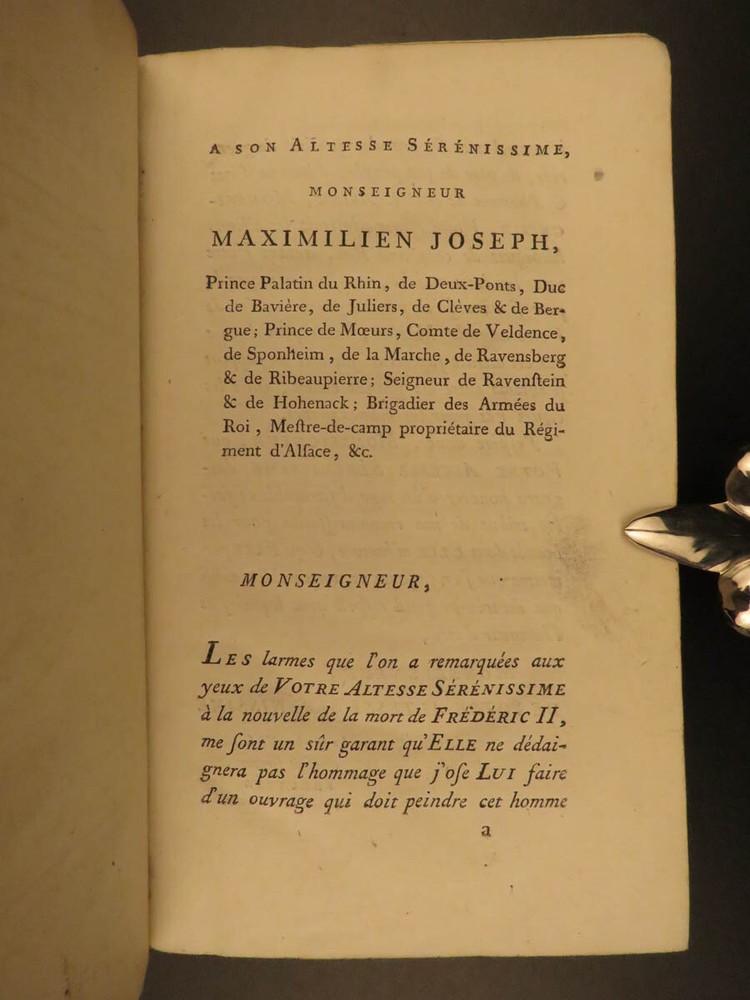 A SON ALTESSE SÉRÉNISSIME,
MONSEIGNEUR
MAXIMILIEN JOSEPH,
Prince Palatin du Rhin, de Deux-Ponts, Duc
de Bavière, de Juliers, de Clèves & de Ber-
gue; Prince de Mœurs, Comte de Veldence,
de Sponheim, de la Marche, de Ravensberg
& de Ribeaupierre; Seigneur de Ravenſtein
& de Hohenack; Brigadier des Armées du
Roi, Meſtre-de-camp propriétaire du Régi-
ment d'Alſace, &c.
MONSEIGNEUR,
LES larmes que l'on a remarquées aux
yeux de VOTRE ALTESSE SÉRÉNISSIME
à la nouvelle de la mort de FRÉDÉRIC II,
me ſont un sûr garant qu'ELLE ne dédai-
gnera pas l'hommage que j'oſe LUI faire
d'un ouvrage qui doit peindre cet homme
a